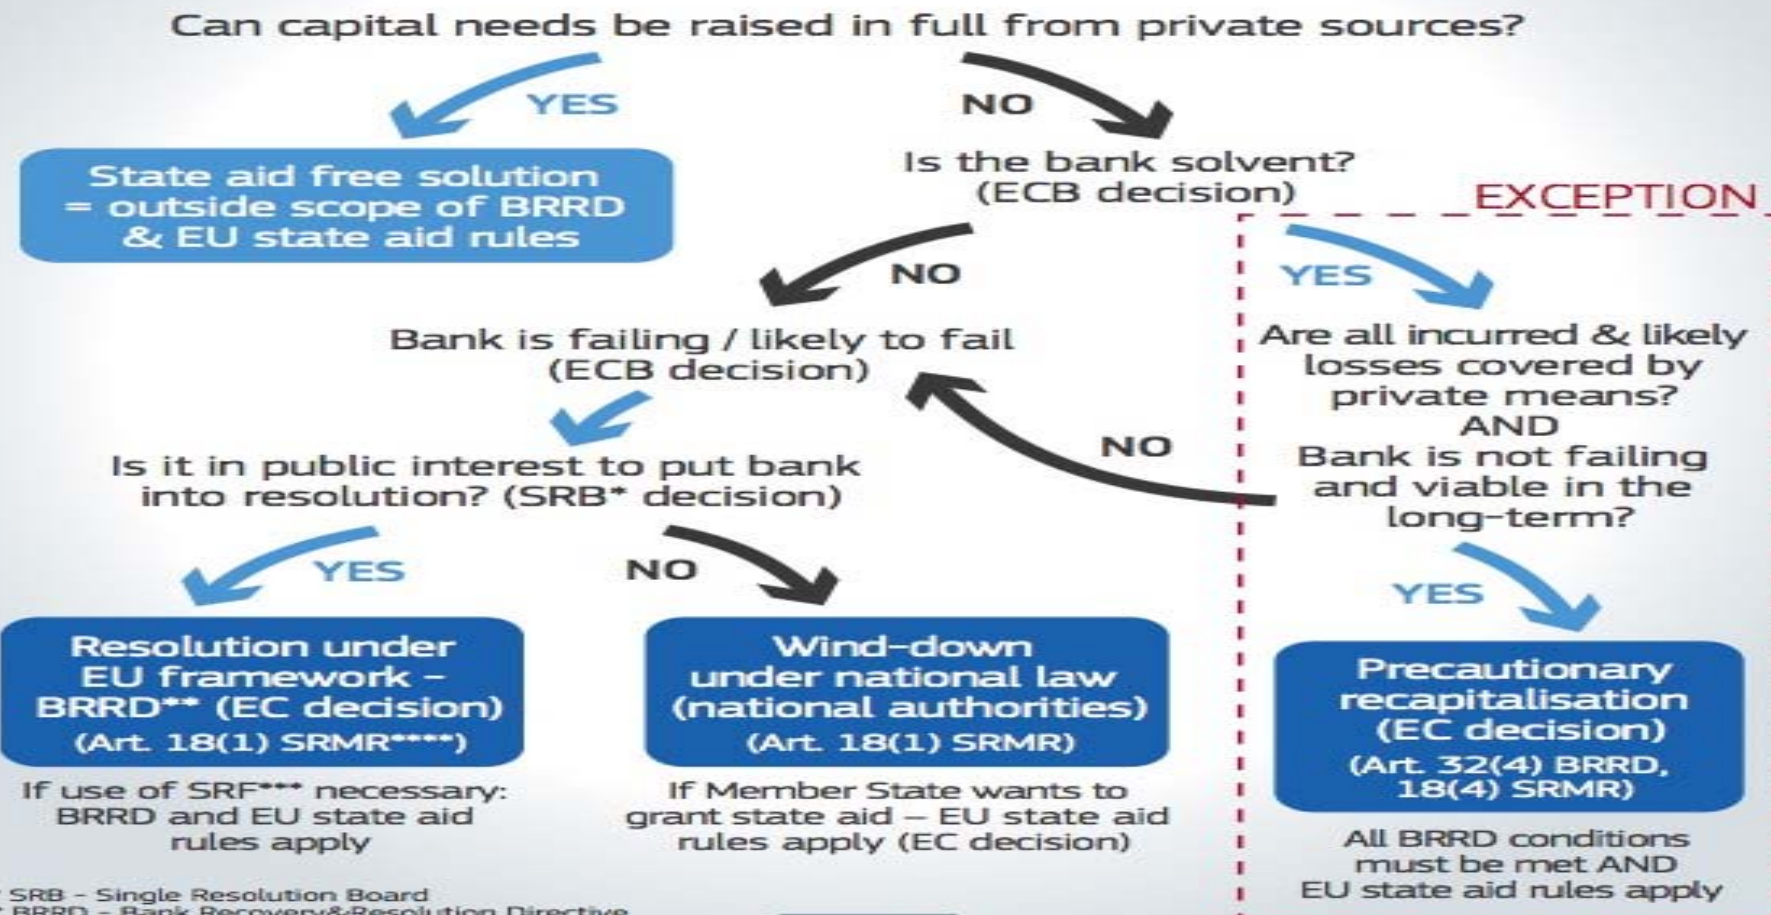 Can capital needs be raised in full from private sources?
YES
NO
State aid free solution
= outside scope of BRRD
& EU state aid rules
Is the bank solvent?
(ECB decision)
EXCEPTION
NO
YES
Bank is failing / likely to fail
(ECB decision)
Are all incurred & likely
losses covered by
private means?
AND
Bank is not failing
and viable in the
long-term?
NO
Is it in public interest to put bank
into resolution? (SRB* decision)
YES
NO
YES
Resolution under
EU framework –
BRRD** (EC decision)
(Art. 18(1) SRMR****)
Wind-down
under national law
(national authorities)
(Art. 18(1) SRMR)
Precautionary
recapitalisation
(EC decision)
(Art. 32(4) BRRD,
18(4) SRMR)
If use of SRF*** necessary:
BRRD and EU state aid
rules apply
If Member State wants to
grant state aid – EU state aid
rules apply (EC decision)
All BRRD conditions
must be met AND
EU state aid rules apply
* SRB - Single Resolution Board
BRRD - Bank Recovery&Resolution Directive